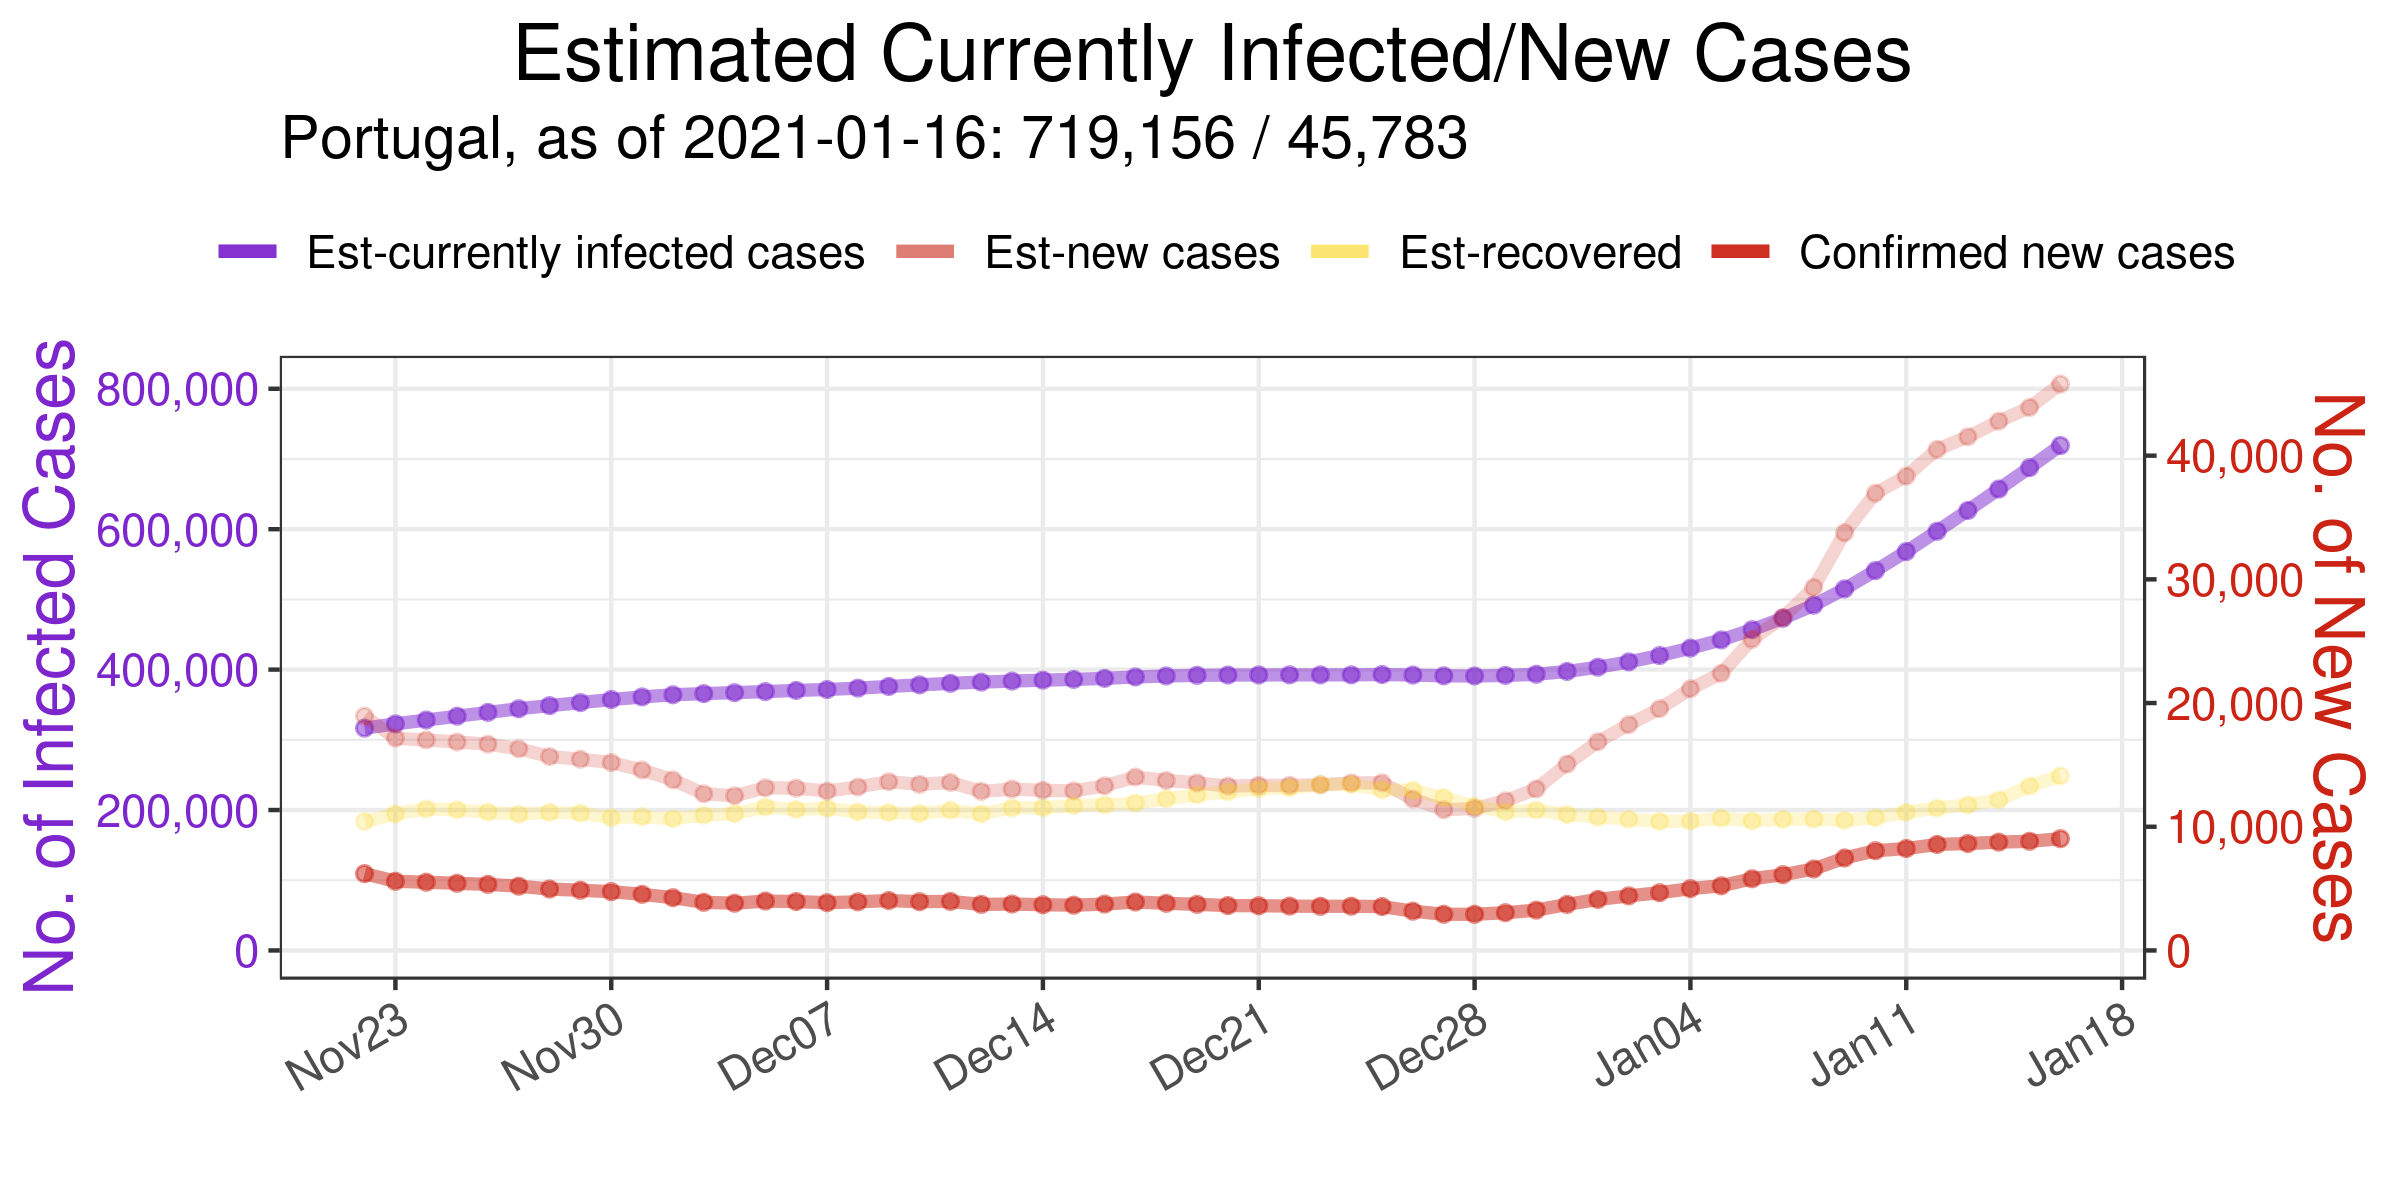 Estimated Currently Infected/New Cases
Portugal, as of 2021-01-16: 719,156 / 45,783
Est-currently infected cases Est-new cases Est-recovered Confirmed new cases
No. of Infected Cases
800,000
600,000
400,000
200,000
0
40,000
30,000
20,000
10,000
0
No. of New Cases
Nov23 Nov30 Dec07 Dec14 Dec21 Dec28 Jan04 Jan11 Jan18